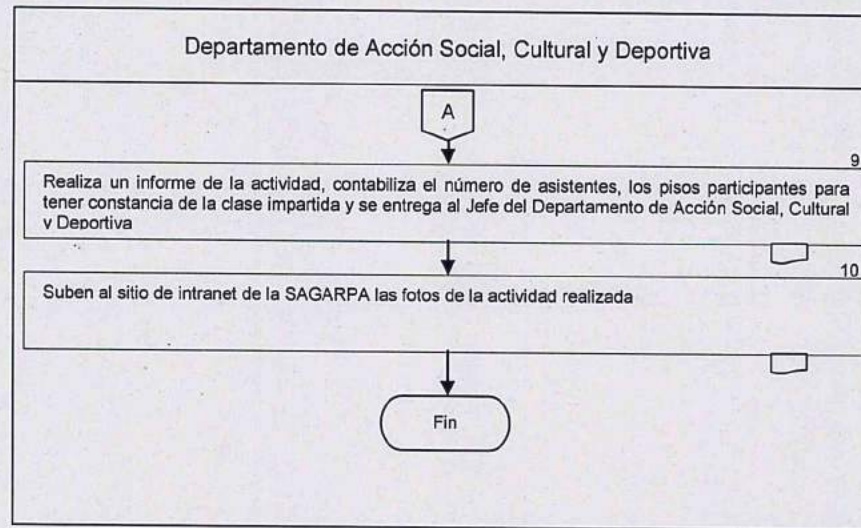 Departamento de Acción Social, Cultural y Deportiva
A
9
Realiza un informe de la actividad, contabiliza el número de asistentes, los pisos participantes para
tener constancia de la clase impartida y se entrega al Jefe del Departamento de Acción Social, Cultural
y Deportiva
10
Suben al sitio de intranet de la SAGARPA las fotos de la actividad realizada
Fin